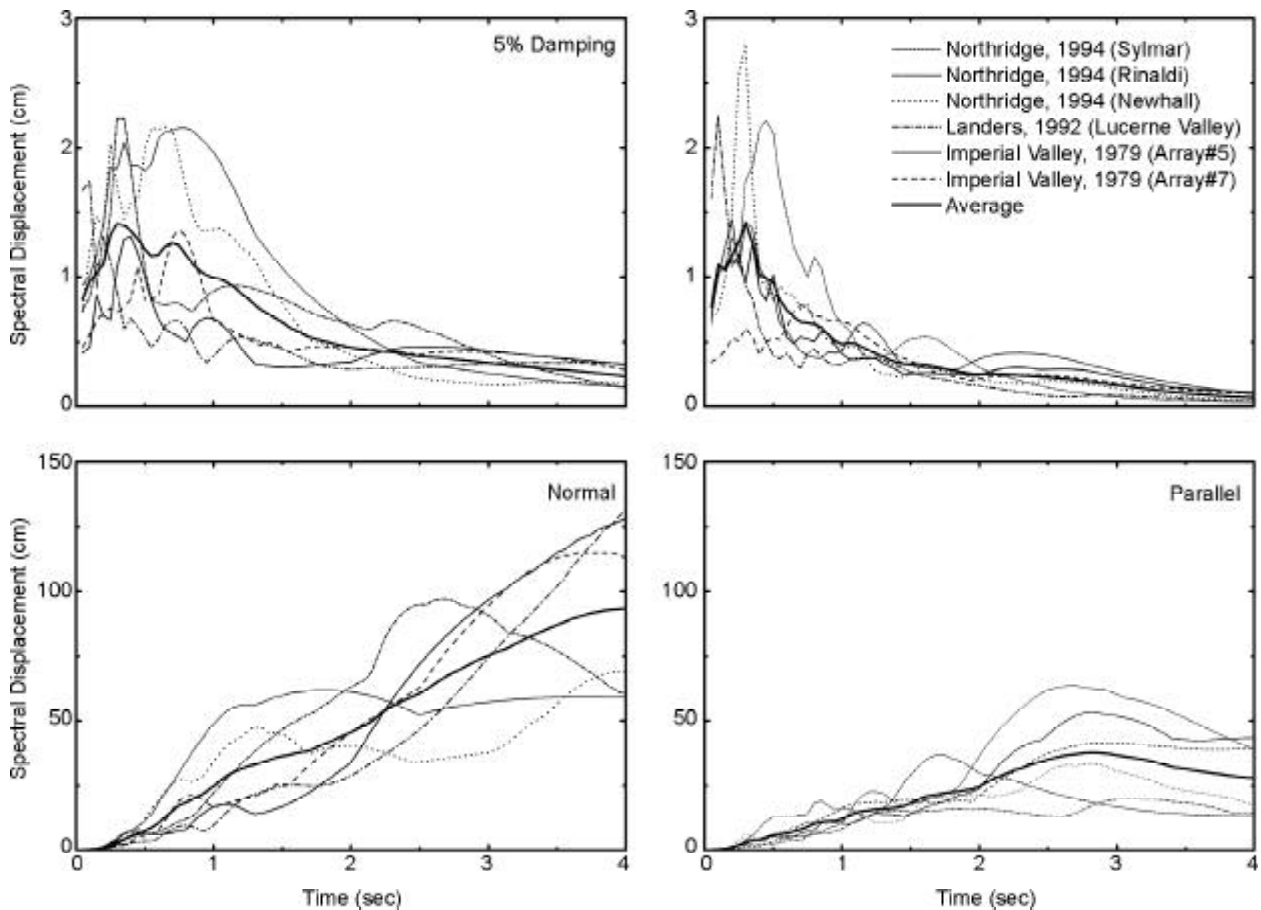 3
2
1
0
Spectral Displacement (cm)
5% Damping
3
2
1
0
Northridge, 1994 (Sylmar)
Northridge, 1994 (Rinaldi)
Northridge, 1994 (Newhall)
Landers, 1992 (Lucerne Valley)
Imperial Valley, 1979 (Array#5)
Imperial Valley, 1979 (Array#7)
Average
150
100
50
0
Spectral Displacement (cm)
Normal
0 1 2 3 4
Time (sec)
150
100
50
0
Parallel
0 1 2 3 4
Time (sec)